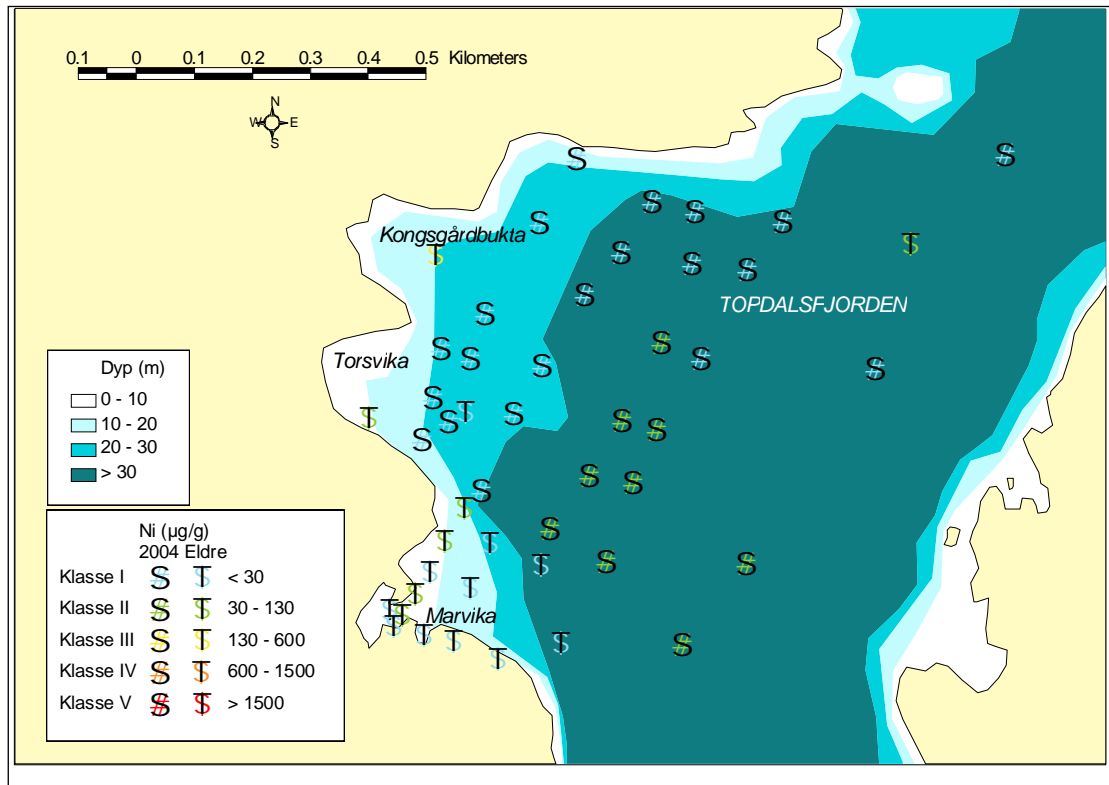 0.1 0 0.1 0.2 0.3 0.4 0.5 Kilometers
N
W E
S
Kongsgårdbukta
TOPDALSFJORDEN
Torsvika
Dyp (m)
0 - 10
10 - 20
20 - 30
> 30
Marvika
Ni (µg/g)
2004 Eldre
Klasse I < 30
Klasse II 30 - 130
Klasse III 130 - 600
Klasse IV 600 - 1500
Klasse V > 1500